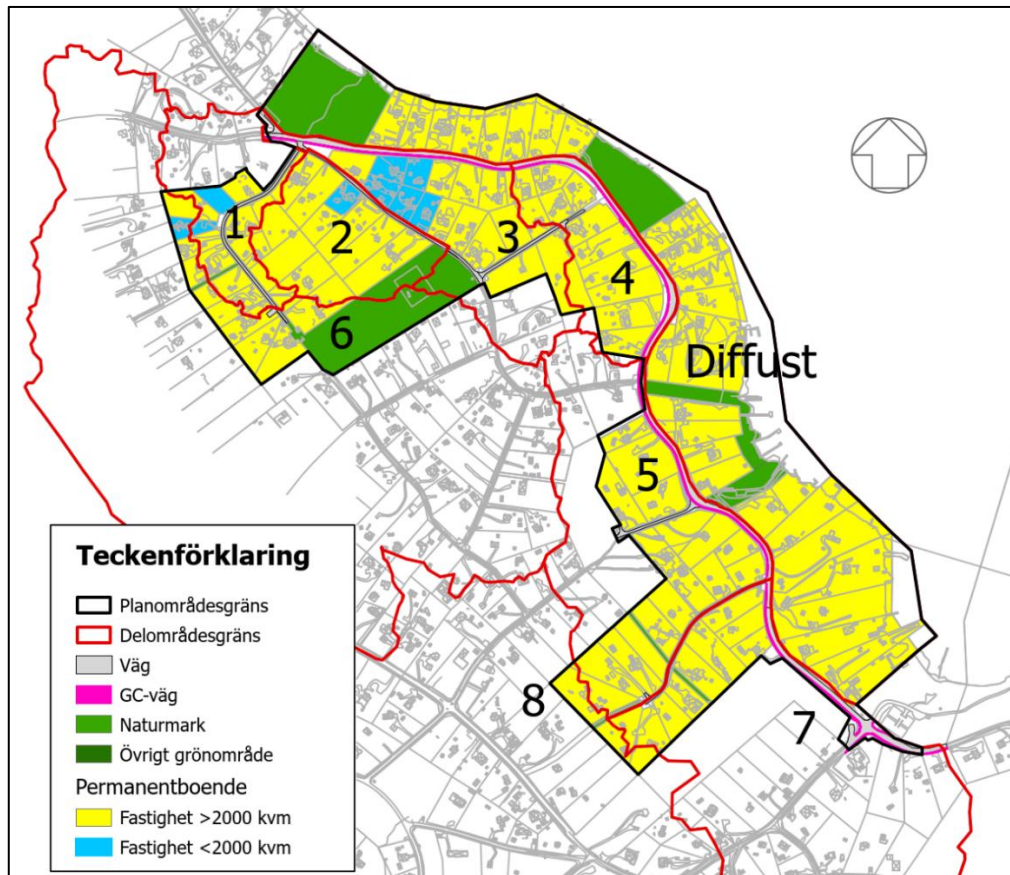 1
2
3
4
Diffust
6
5
8
7
Teckenförklaring
Planområdesgräns
Delområdesgräns
Väg
GC-väg
Naturmark
Övrigt grönområde
Permanentboende
Fastighet >2000 kvm
Fastighet <2000 kvm